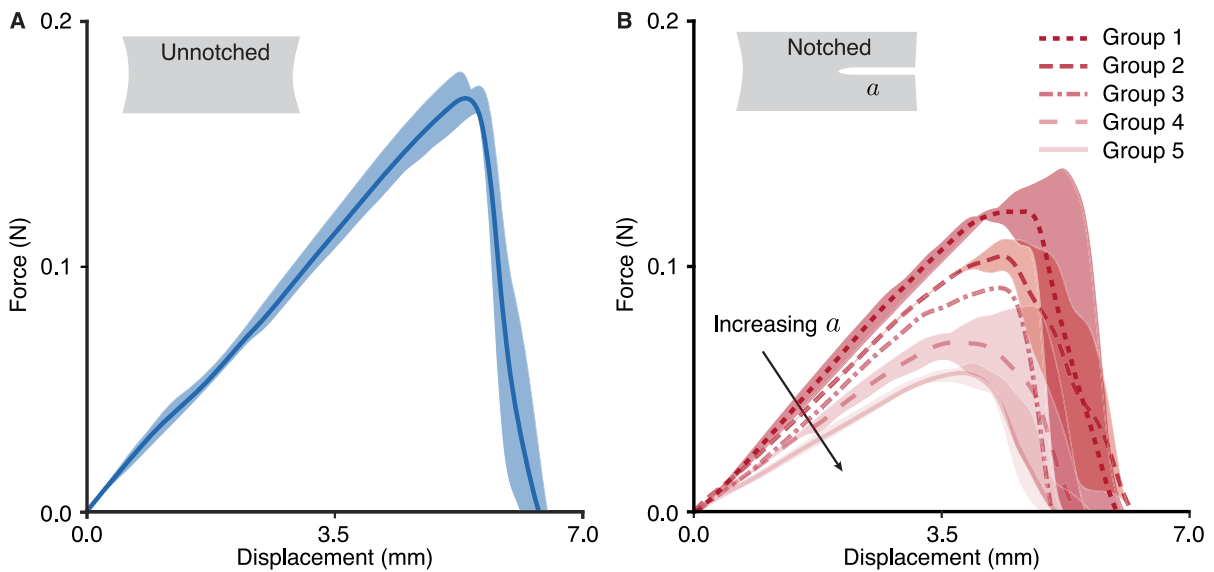 A
Unnotched
Force (N)
0.2
0.1
0.0
0.0
3.5
7.0
Displacement (mm)
B
Notched
a
Group 1
Group 2
Group 3
Group 4
Group 5
Increasing a
Force (N)
0.2
0.1
0.0
0.0
3.5
7.0
Displacement (mm)